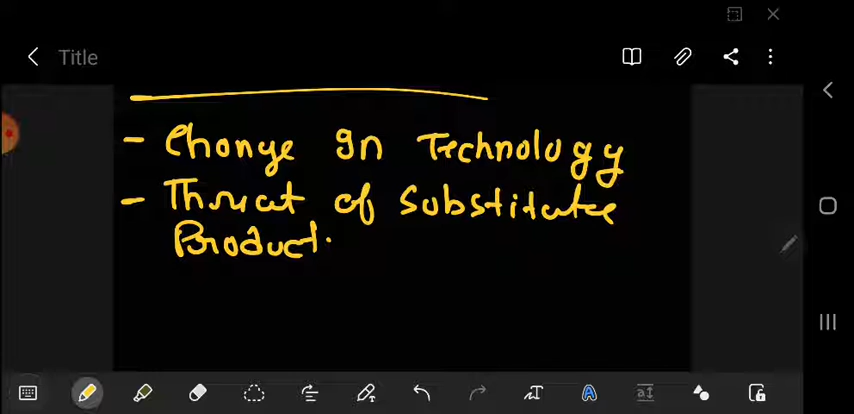 Title
- Change In Technology
- Threat of Substitute
Product.